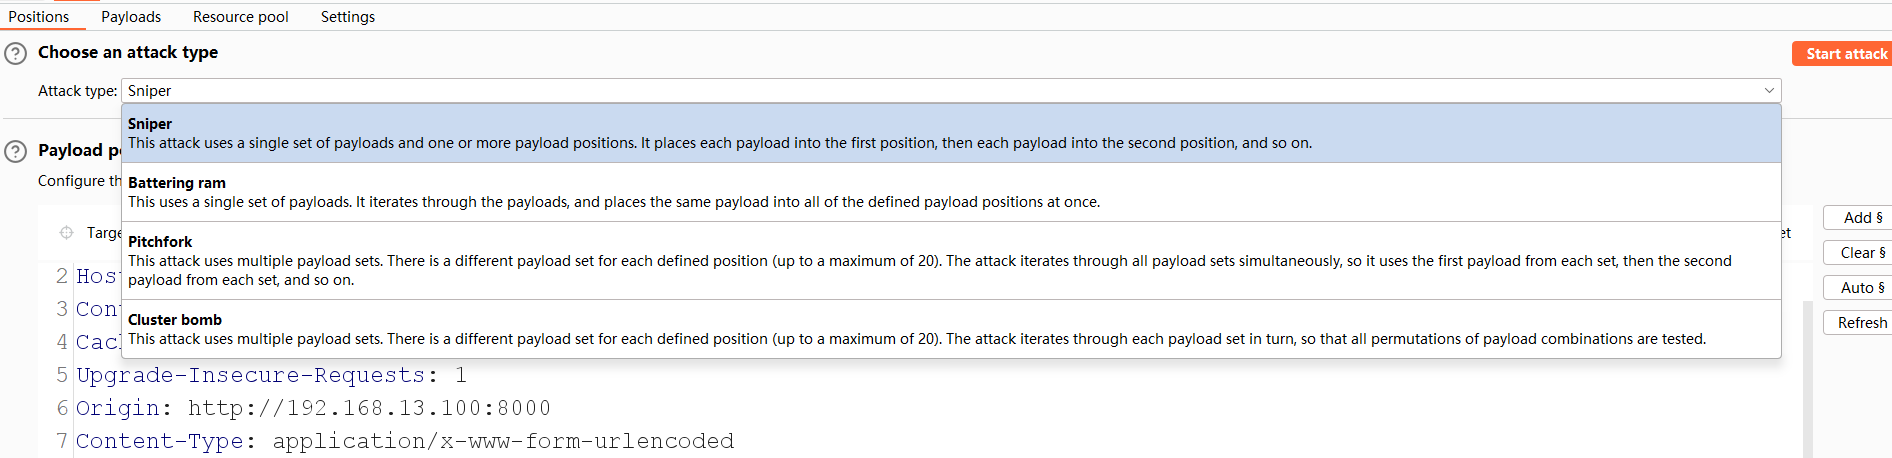 Positions Payloads Resource pool Settings
Choose an attack type
Start attack
Attack type: Sniper
Sniper
This attack uses a single set of payloads and one or more payload positions. It places each payload into the first position, then each payload into the second position, and so on.
Payload p
Configure th
Battering ram
This uses a single set of payloads. It iterates through the payloads, and places the same payload into all of the defined payload positions at once.
Add §
Targe
et
Pitchfork
This attack uses multiple payload sets. There is a different payload set for each defined position (up to a maximum of 20). The attack iterates through all payload sets simultaneously, so it uses the first payload from each set, then the second
payload from each set, and so on.
Clear §
Auto §
2 Hos
3 Con
Cluster bomb
This attack uses multiple payload sets. There is a different payload set for each defined position (up to a maximum of 20). The attack iterates through each payload set in turn, so that all permutations of payload combinations are tested.
Refresh
4 Cac
5 Upgrade-Insecure-Requests: 1
6 Origin: http://192.168.13.100:8000
7 Content-Type: application/x-www-form-urlencoded